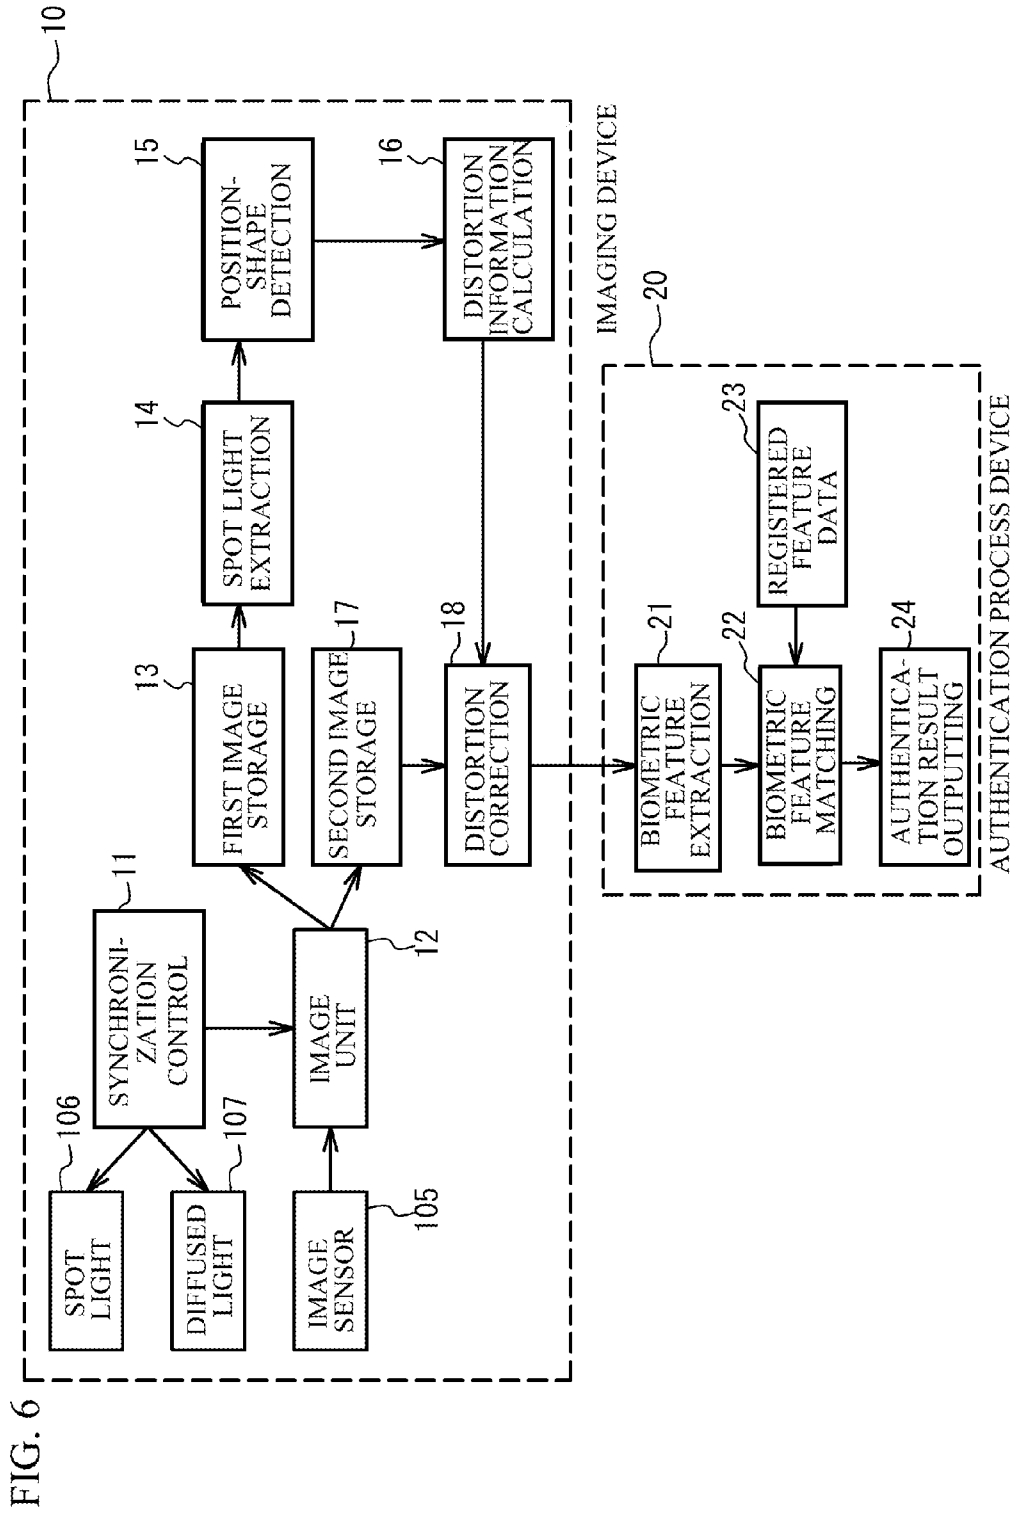 FIG. 6
10
106
SPOT
LIGHT
107
DIFFUSED
LIGHT
105
IMAGE
SENSOR
11
SYNCHRONI-
ZATION
CONTROL
12
IMAGE
UNIT
13
FIRST IMAGE
STORAGE
14
SPOT LIGHT
EXTRACTION
15
POSITION-
SHAPE
DETECTION
16
DISTORTION
INFORMATION
CALCULATION
17
SECOND IMAGE
STORAGE
18
DISTORTION
CORRECTION
IMAGING DEVICE
20
21
BIOMETRIC
FEATURE
EXTRACTION
22
BIOMETRIC
FEATURE
MATCHING
23
REGISTERED
FEATURE
DATA
24
AUTHENTICA-
TION RESULT
OUTPUTTING
AUTHENTICATION PROCESS DEVICE